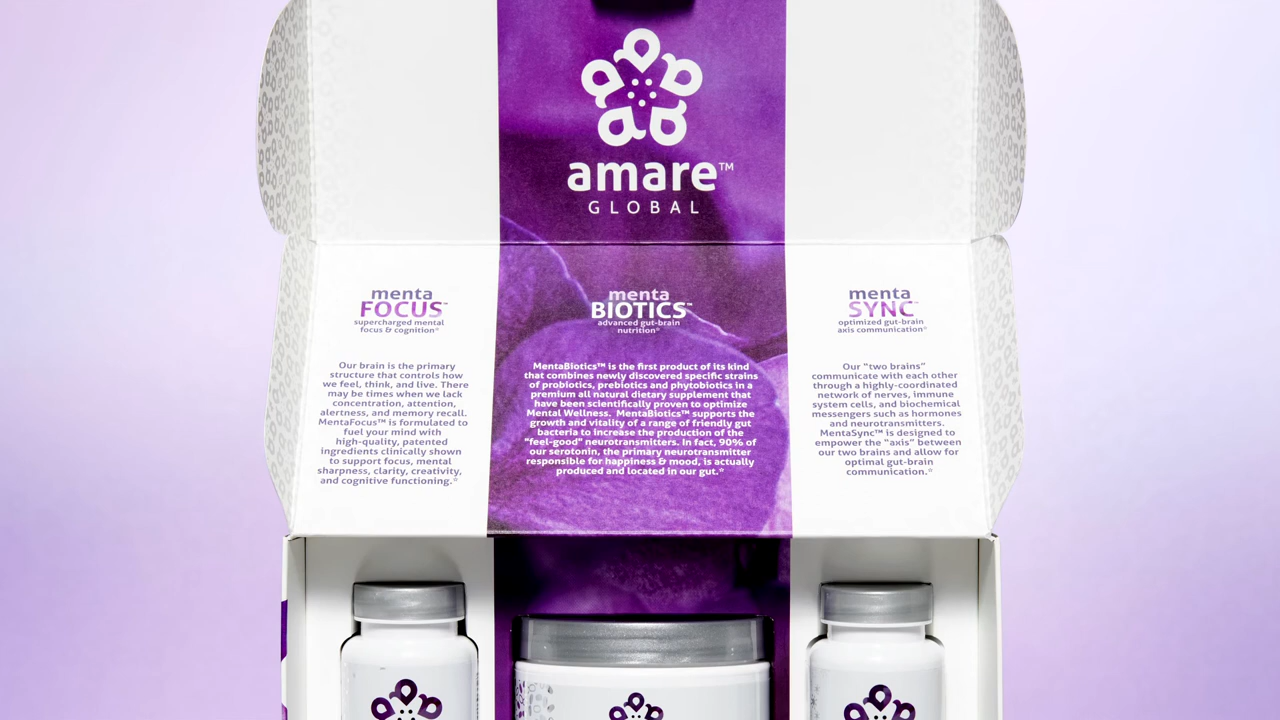 amare™
GLOBAL
menta
FOCUS™
supercharged mental
focus & cognition*
Our brain is the primary
structure that controls how
we feel, think, and live. There
may be times when we lack
concentration, attention,
alertness, and memory recall.
MentaFocus™ is formulated to
fuel your mind with
high-quality, patented
ingredients clinically shown
to support focus, mental
sharpness, clarity, creativity,
and cognitive functioning.*
menta
BIOTICS™
advanced gut-brain
nutrition*
MentaBiotics™ is the first product of its kind
that combines newly discovered specific strains
of probiotics, prebiotics and phytobiotics in a
premium all natural dietary supplement that
have been scientifically proven to optimize
Mental Wellness. MentaBiotics™ supports the
growth and vitality of a range of friendly gut
bacteria to increase the production of the
"feel-good" neurotransmitters. In fact, 90% of
our serotonin, the primary neurotransmitter
responsible for happiness & mood, is actually
produced and located in our gut.*
menta
SYNC™
optimized gut-brain
axis communication*
Our "two brains"
communicate with each other
through a highly-coordinated
network of nerves, immune
system cells, and biochemical
messengers such as hormones
and neurotransmitters.
MentaSync™ is designed to
empower the "axis" between
our two brains and allow for
optimal gut-brain
communication.*